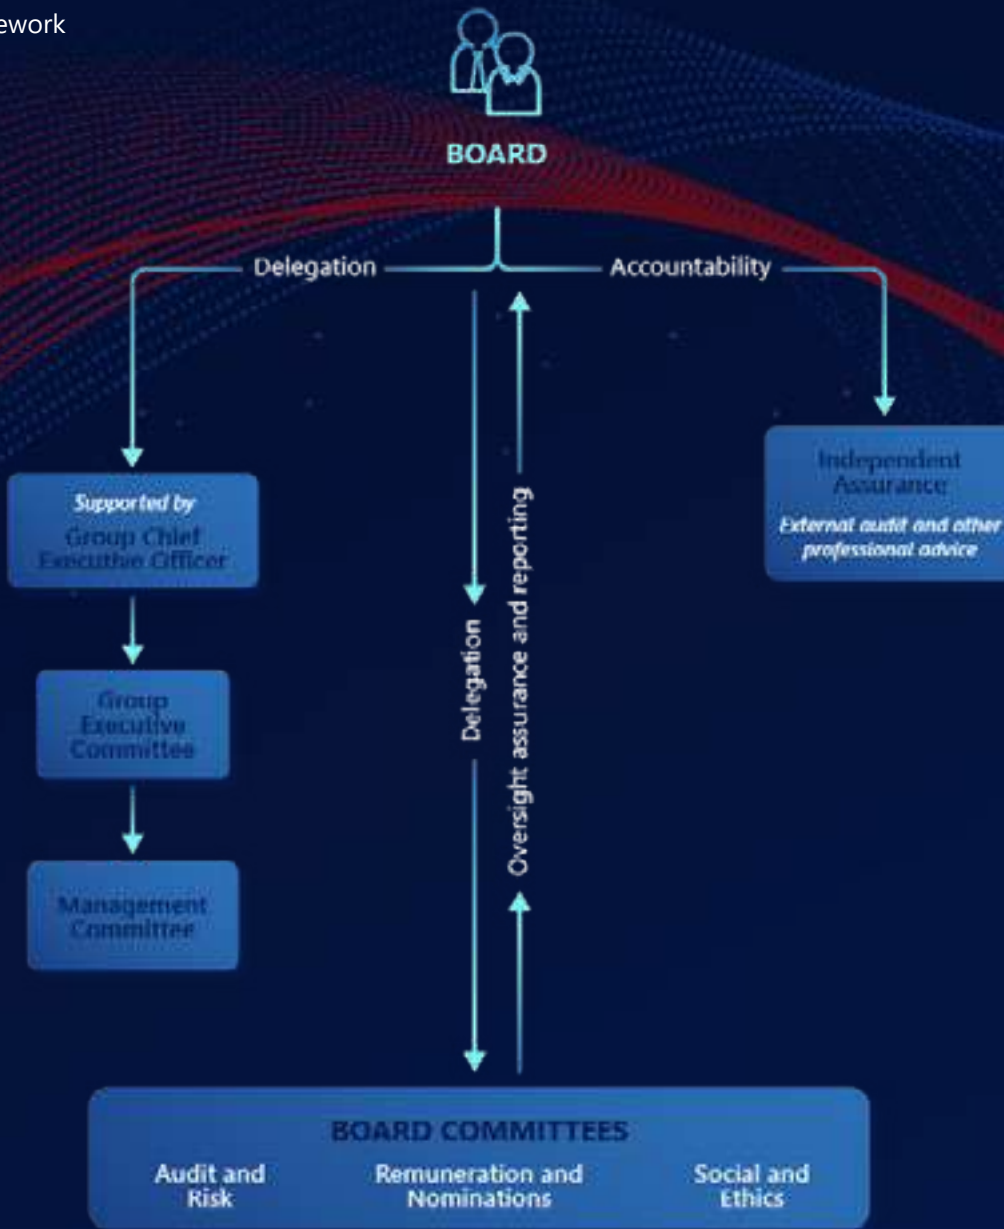 ework
BOARD
Delegation
Accountability
Supported by
Group Chief
Executive Officer
Group
Executive
Committee
Management
Committee
Delegation
Oversight assurance and reporting
Independent
Assurance
External audit and other
professional advice
BOARD COMMITTEES
Audit and
Risk
Remuneration and
Nominations
Social and
Ethics